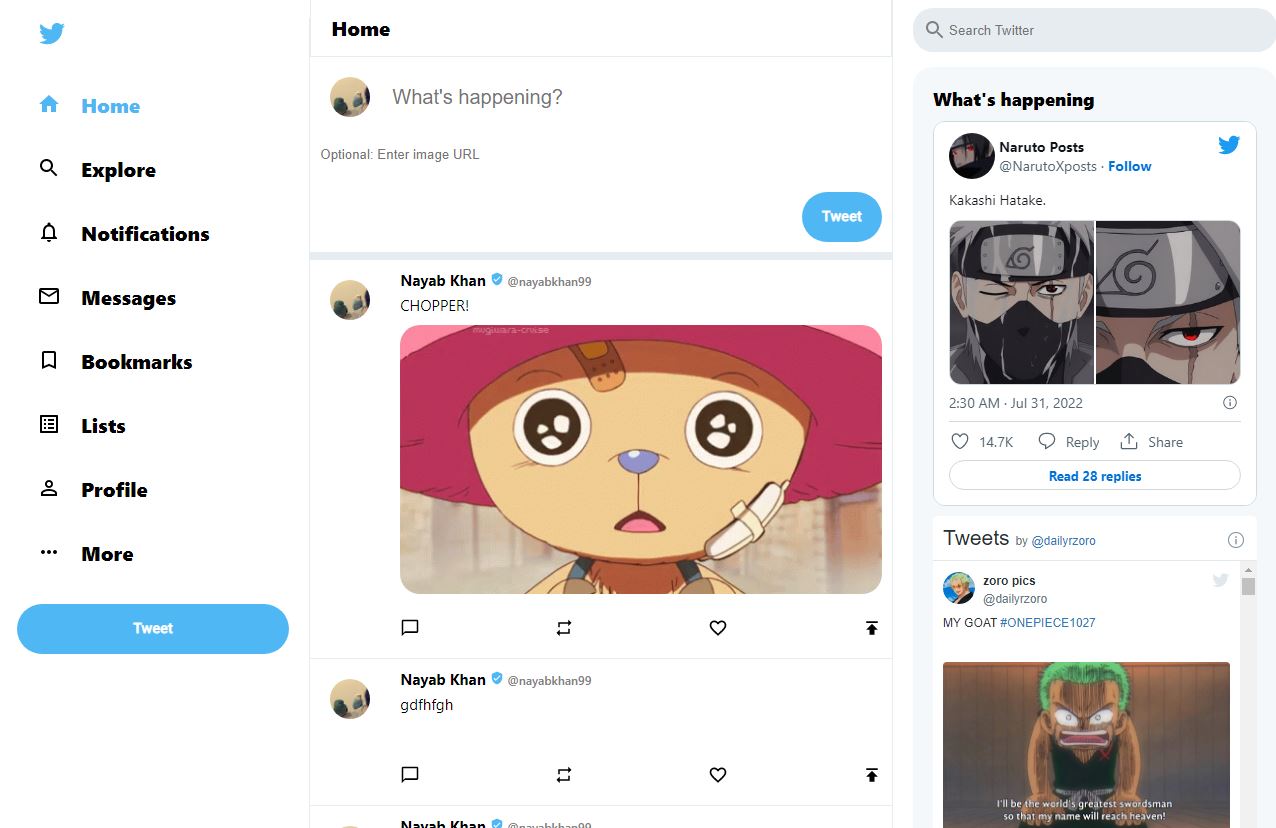 Home
Explore
Notifications
Messages
Bookmarks
Lists
Profile
More
Tweet
Home
What's happening?
Optional: Enter image URL
Tweet
Nayab Khan @nayabkhan99
CHOPPER!
mugiwara-cruise
Nayab Khan @nayabkhan99
gdfhfgh
Nayab Khan @nayabkhan99
Search Twitter
What's happening
Naruto Posts
@NarutoXposts · Follow
Kakashi Hatake.
2:30 AM · Jul 31, 2022
14.7K Reply Share
Read 28 replies
Tweets by @dailyrzoro
zoro pics
@dailyrzoro
MY GOAT #ONEPIECE1027
I'll be the world's greatest swordsman
so that my name will reach heaven!